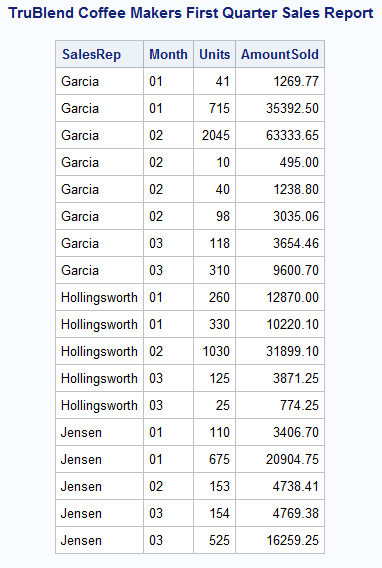 TruBlend Coffee Makers First Quarter Sales Report
SalesRep Month Units AmountSold
Garcia 01 41 1269.77
Garcia 01 715 35392.50
Garcia 02 2045 63333.65
Garcia 02 10 495.00
Garcia 02 40 1238.80
Garcia 02 98 3035.06
Garcia 03 118 3654.46
Garcia 03 310 9600.70
Hollingsworth 01 260 12870.00
Hollingsworth 01 330 10220.10
Hollingsworth 02 1030 31899.10
Hollingsworth 03 125 3871.25
Hollingsworth 03 25 774.25
Jensen 01 110 3406.70
Jensen 01 675 20904.75
Jensen 02 153 4738.41
Jensen 03 154 4769.38
Jensen 03 525 16259.25